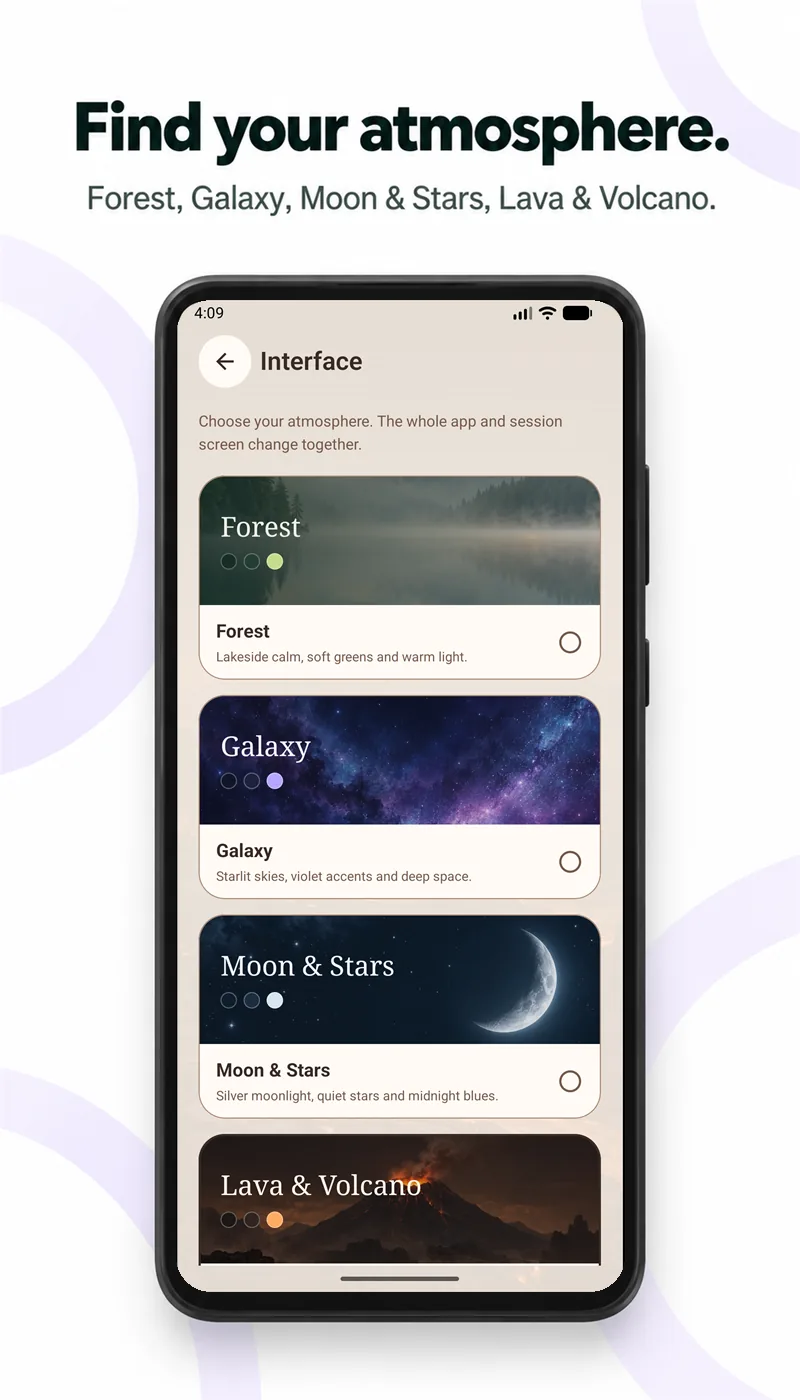 Find your atmosphere.
Forest, Galaxy, Moon & Stars, Lava & Volcano.
4:09
Interface
Choose your atmosphere. The whole app and session
screen change together.
Forest
Forest
Lakeside calm, soft greens and warm light.
Galaxy
Galaxy
Starlit skies, violet accents and deep space.
Moon & Stars
Moon & Stars
Silver moonlight, quiet stars and midnight blues.
Lava & Volcano